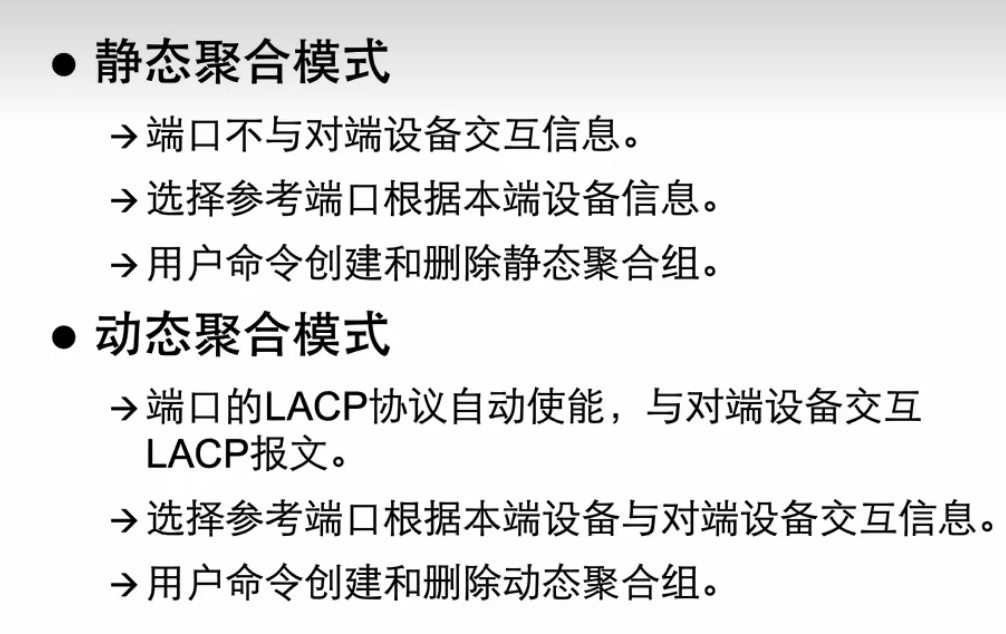 ● 静态聚合模式
→ 端口不与对端设备交互信息。
→ 选择参考端口根据本端设备信息。
→ 用户命令创建和删除静态聚合组。
● 动态聚合模式
→ 端口的LACP协议自动使能，与对端设备交互
LACP报文。
→ 选择参考端口根据本端设备与对端设备交互信息。
→ 用户命令创建和删除动态聚合组。